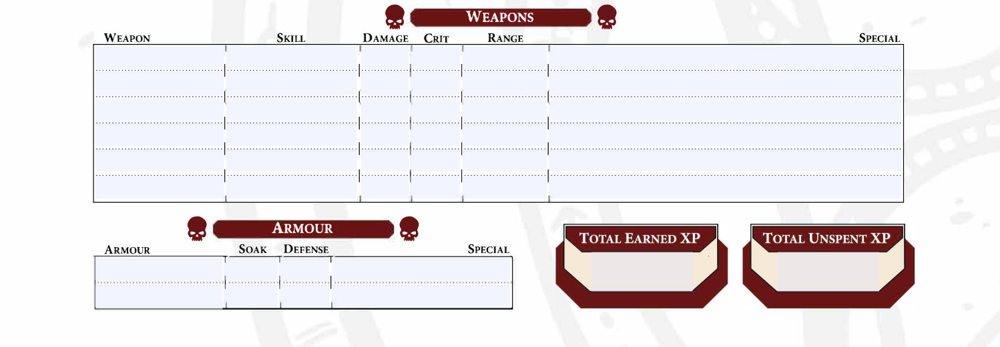 WEAPONS
WEAPON SKILL DAMAGE CRIT RANGE SPECIAL
ARMOUR
ARMOUR SOAK DEFENSE SPECIAL
TOTAL EARNED XP TOTAL UNSPENT XP